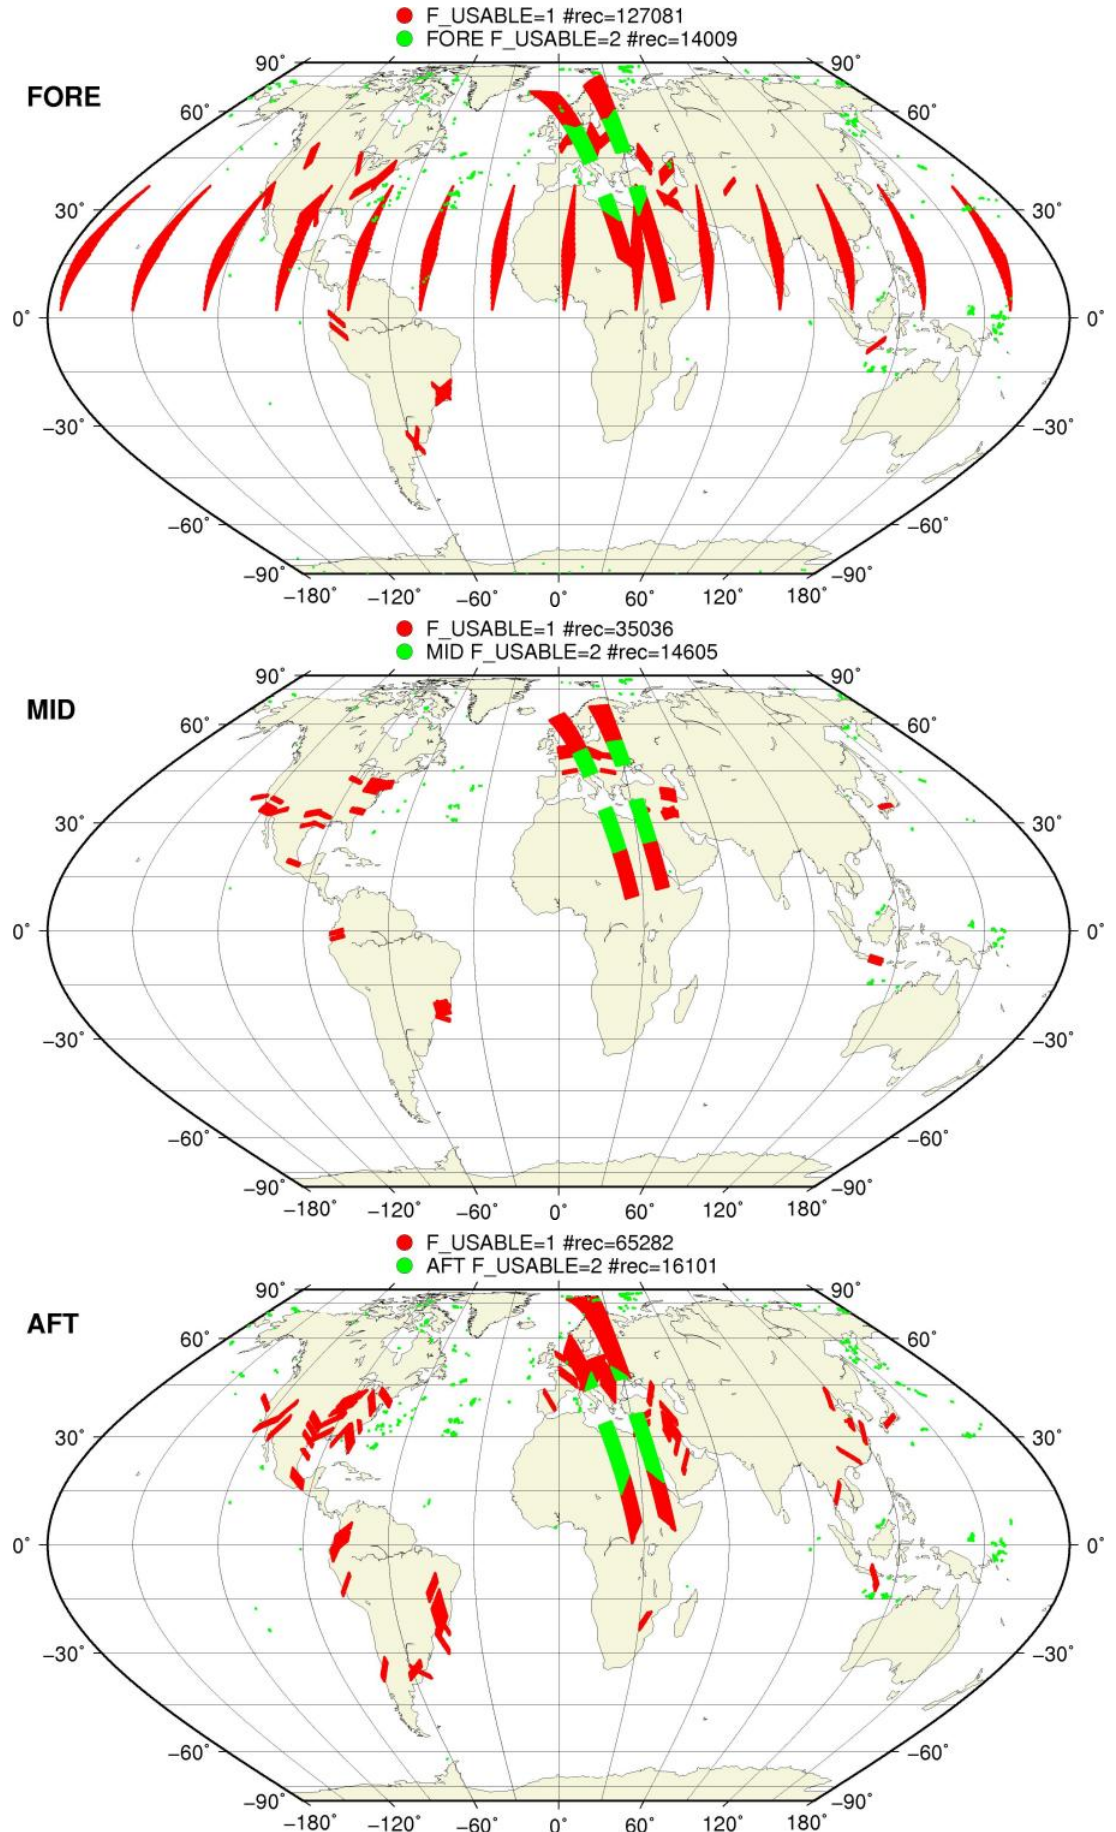 F_USABLE=1 #rec=127081
FORE F_USABLE=2 #rec=14009
FORE
90° 90°
60° 60°
30° 30°
0° 0°
−30° −30°
−60° −60°
−90° −90°
−180° −120° −60° 0° 60° 120° 180°
F_USABLE=1 #rec=35036
MID F_USABLE=2 #rec=14605
MID
90° 90°
60° 60°
30° 30°
0° 0°
−30° −30°
−60° −60°
−90° −90°
−180° −120° −60° 0° 60° 120° 180°
F_USABLE=1 #rec=65282
AFT F_USABLE=2 #rec=16101
AFT
90° 90°
60° 60°
30° 30°
0° 0°
−30° −30°
−60° −60°
−90° −90°
−180° −120° −60° 0° 60° 120° 180°